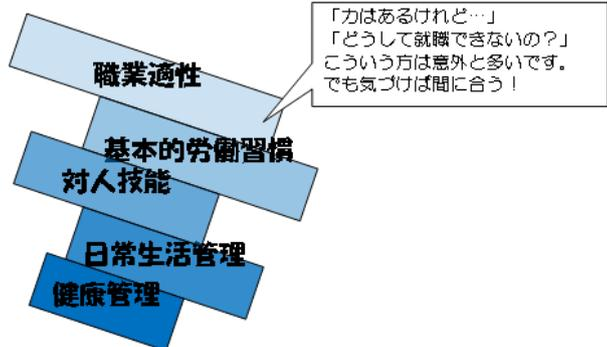 「力はあるけれど…」
「どうして就職できないの？」
こういう方は意外と多いです。
でも気づけば間に合う！
職業適性
基本的労働習慣
対人技能
日常生活管理
健康管理